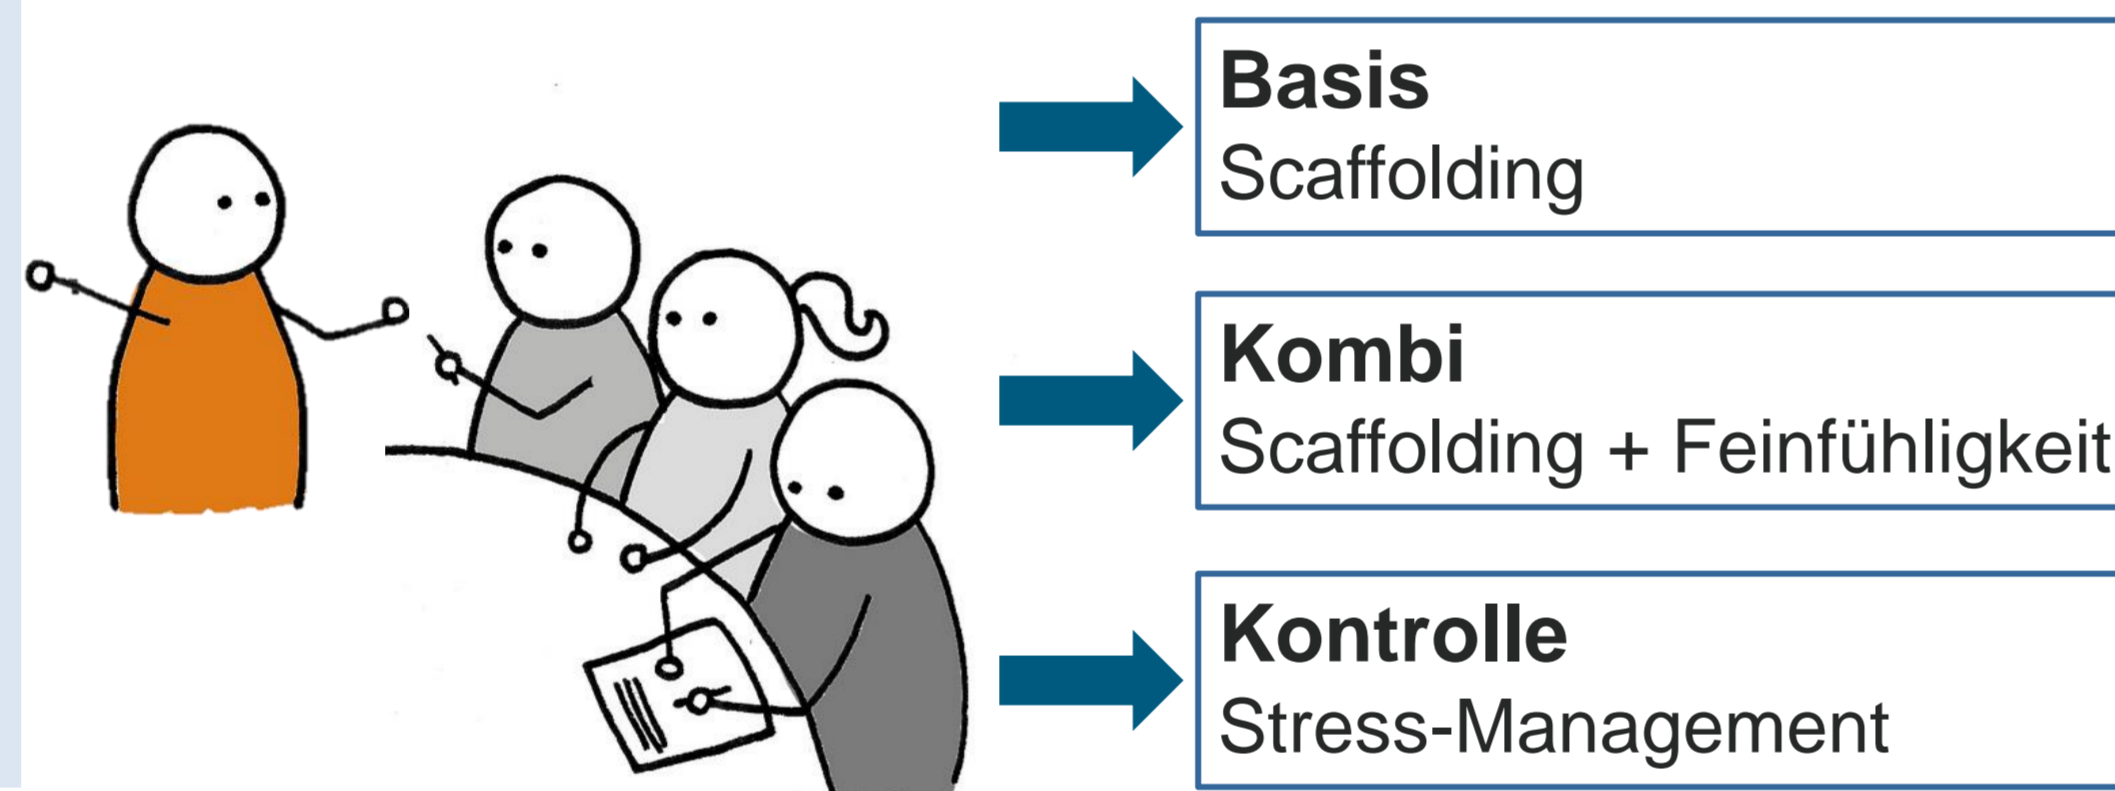 Basis
Scaffolding
Kombi
Scaffolding + Feinfühligkeit
Kontrolle
Stress-Management